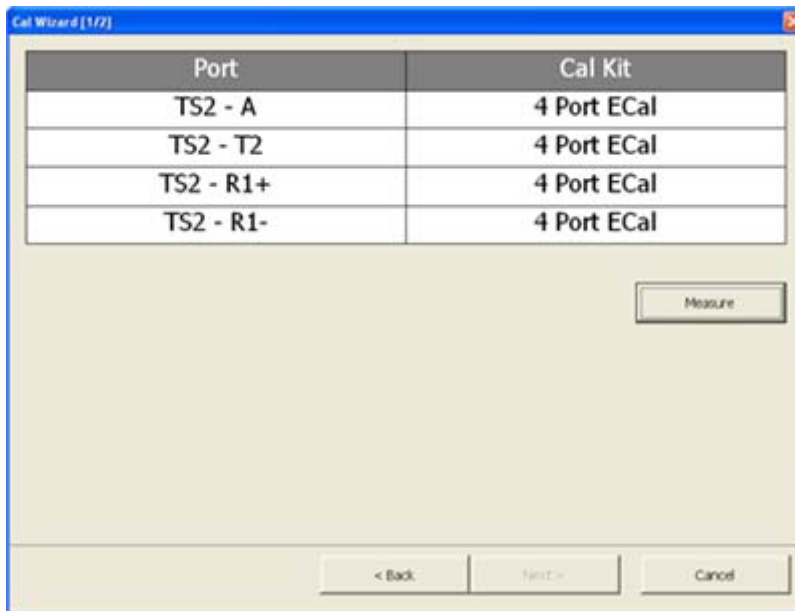 Cal Wizard [1/2]
Port Cal Kit
TS2 - A 4 Port ECal
TS2 - T2 4 Port ECal
TS2 - R1+ 4 Port ECal
TS2 - R1- 4 Port ECal
Measure
< Back Next > Cancel